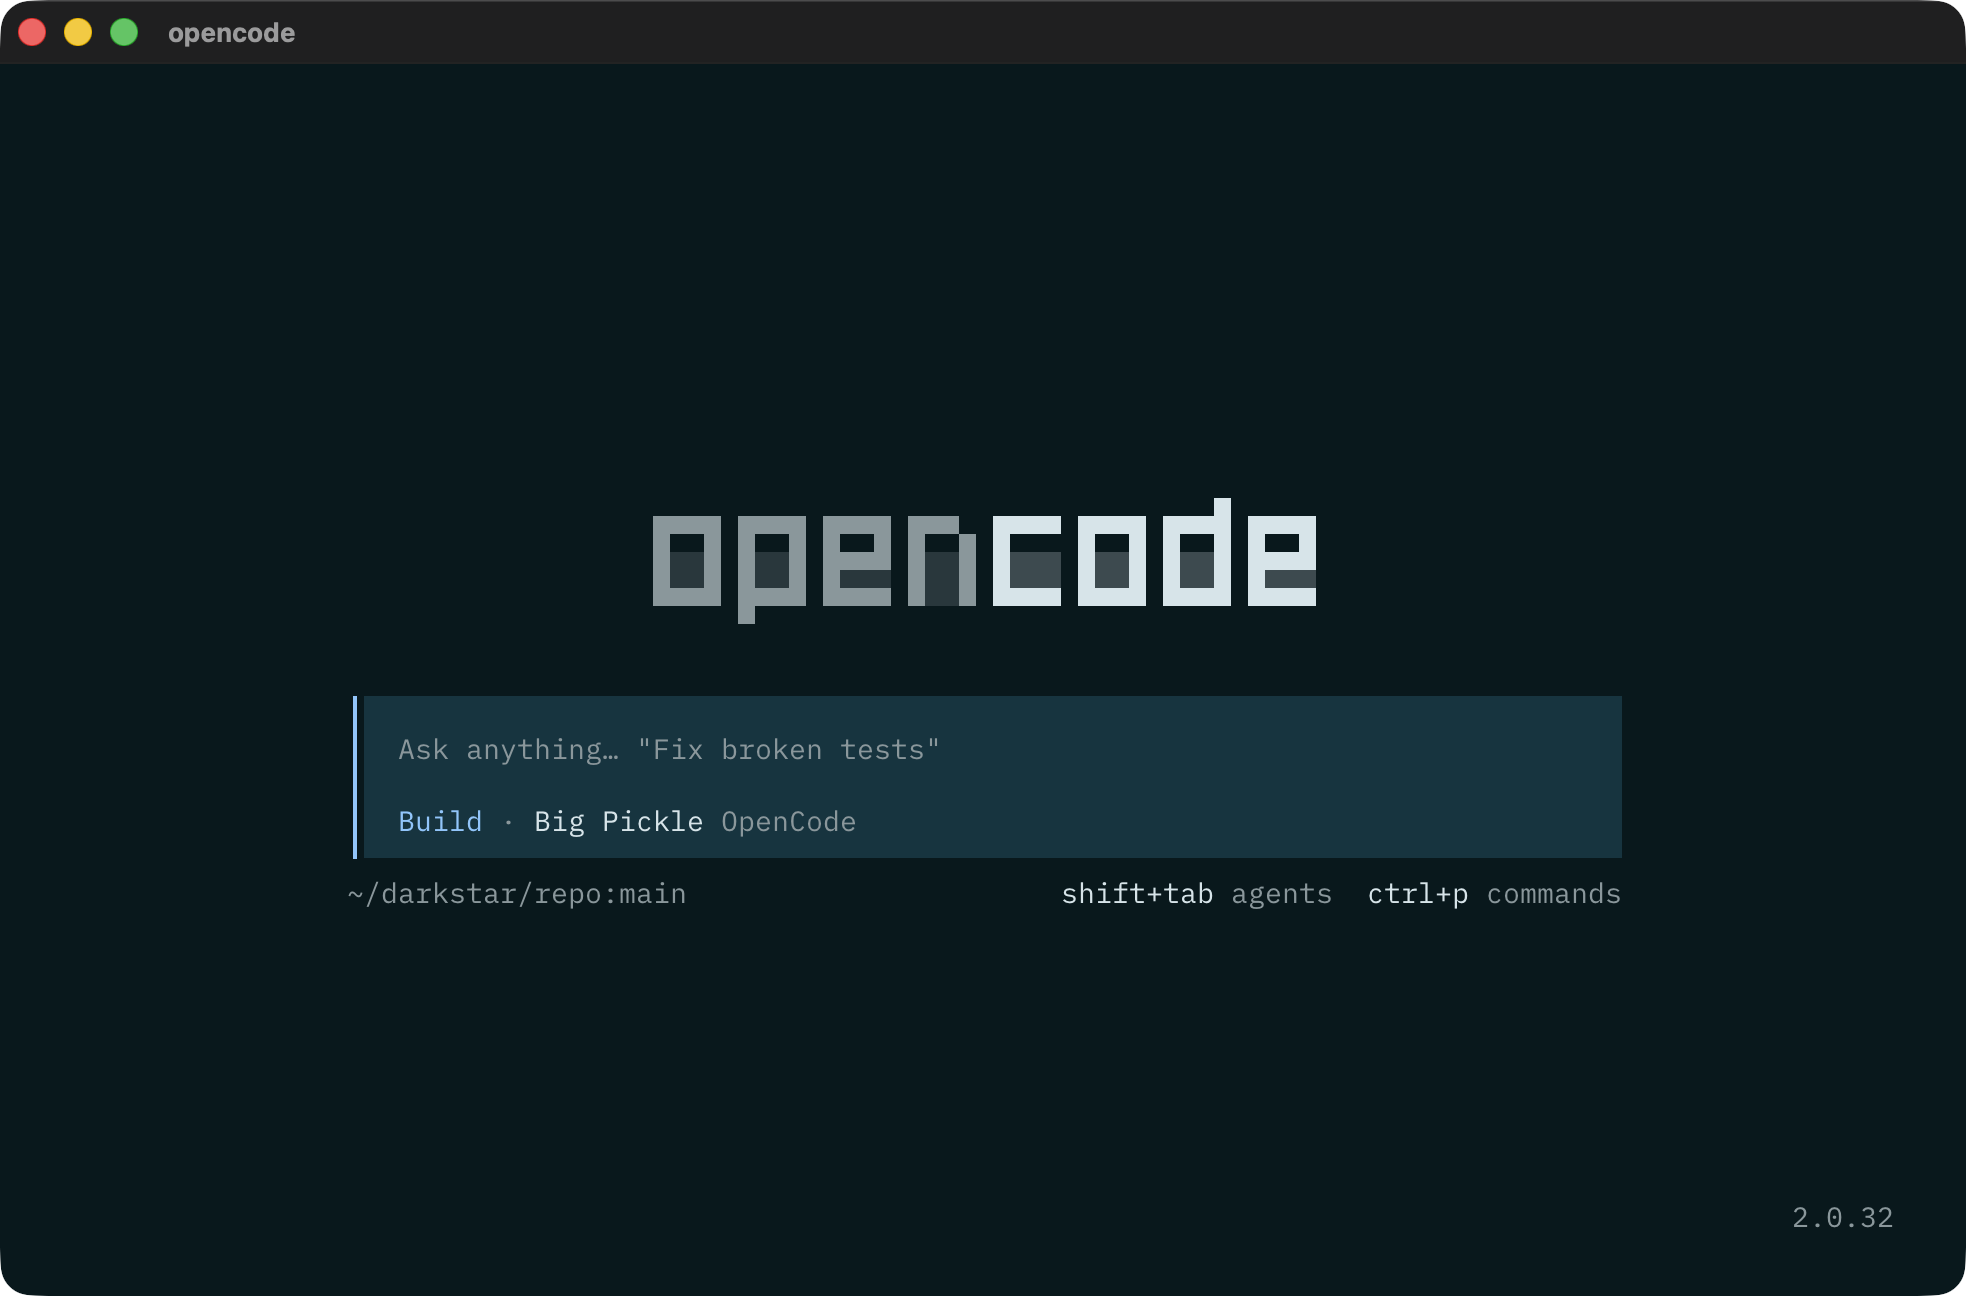 opencode
opencode
Ask anything… "Fix broken tests"
Build · Big Pickle OpenCode
~/darkstar/repo:main shift+tab agents ctrl+p commands
2.0.32